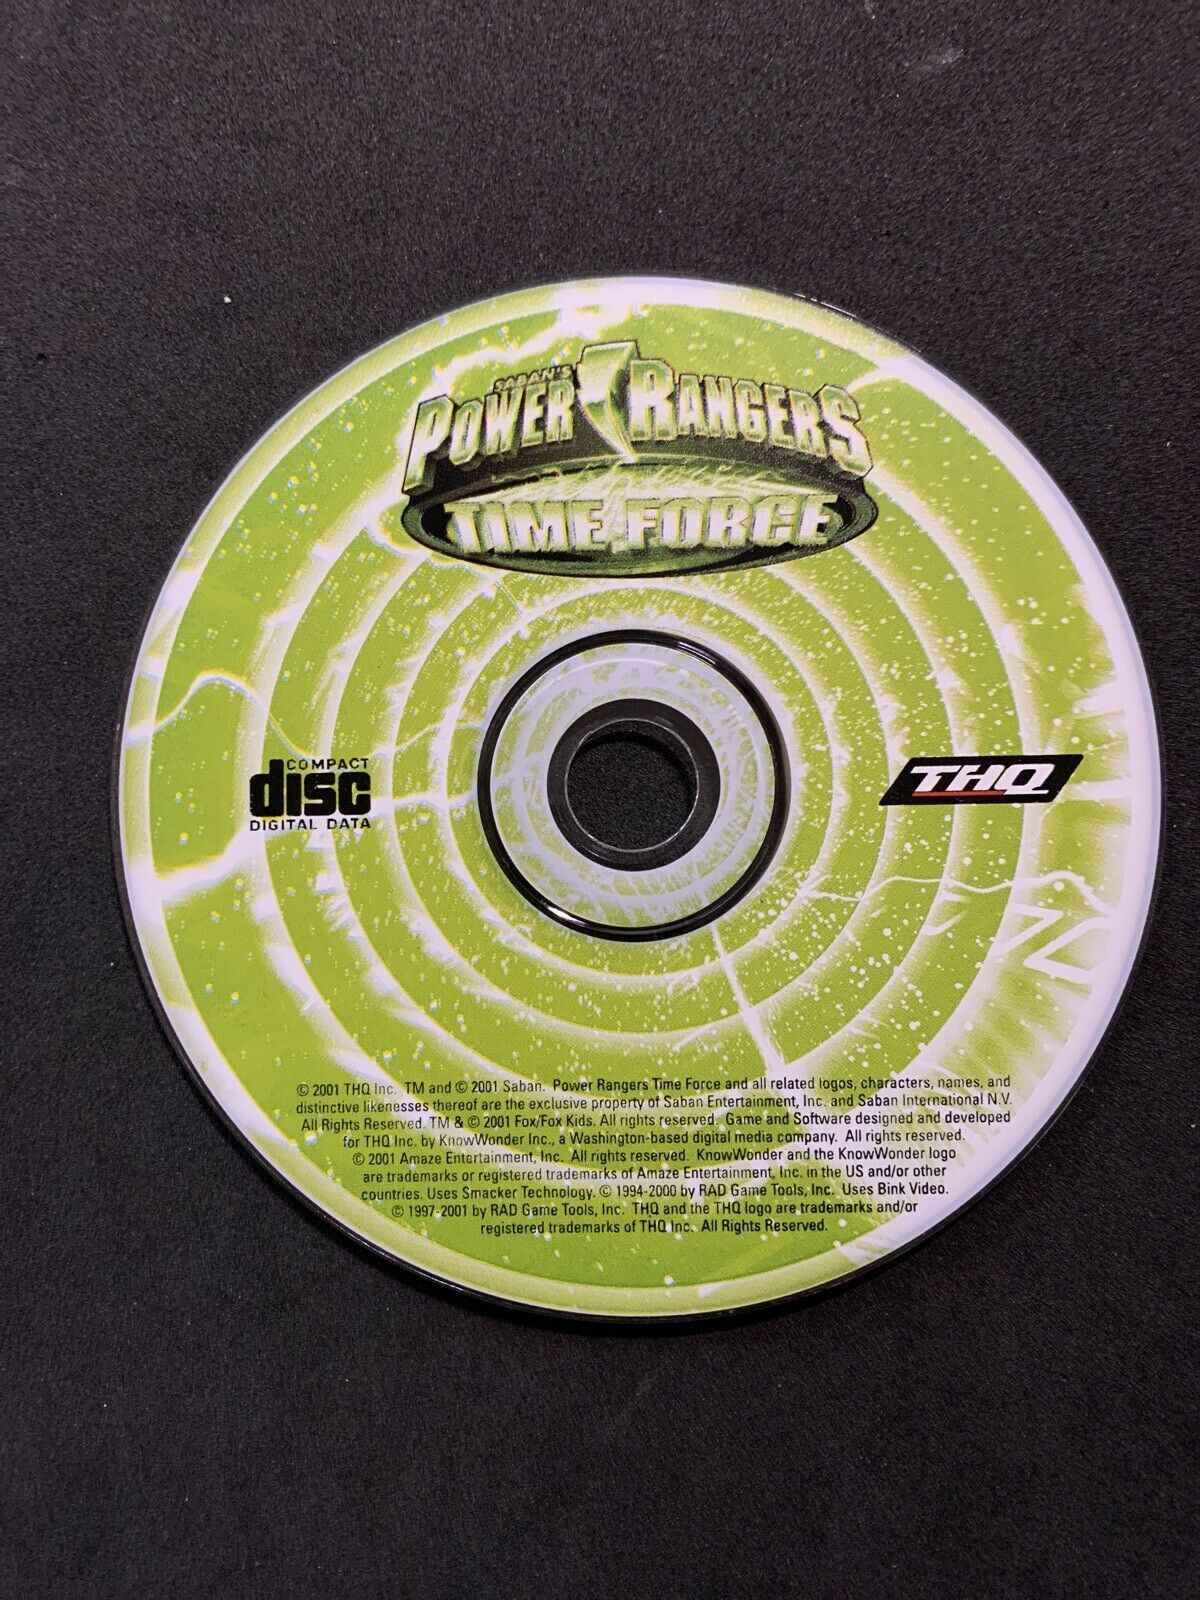 SABAN'S
POWER RANGERS
TIME FORCE
COMPACT
disc
DIGITAL DATA
THQ
© 2001 THQ Inc. TM and © 2001 Saban. Power Rangers Time Force and all related logos, characters, names, and
distinctive likenesses thereof are the exclusive property of Saban Entertainment, Inc. and Saban International N.V.
All Rights Reserved. TM & © 2001 Fox/Fox Kids. All rights reserved. Game and Software designed and developed
for THQ Inc. by KnowWonder Inc., a Washington-based digital media company. All rights reserved.
© 2001 Amaze Entertainment, Inc. All rights reserved. KnowWonder and the KnowWonder logo
are trademarks or registered trademarks of Amaze Entertainment, Inc. in the US and/or other
countries. Uses Smacker Technology. © 1994-2000 by RAD Game Tools, Inc. Uses Bink Video.
© 1997-2001 by RAD Game Tools, Inc. THQ and the THQ logo are trademarks and/or
registered trademarks of THQ Inc. All Rights Reserved.